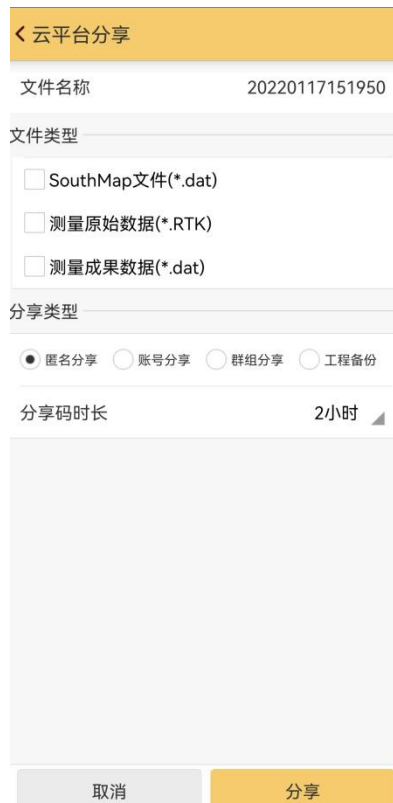 云平台分享
文件名称 20220117151950
文件类型
SouthMap文件(*.dat)
测量原始数据(*.RTK)
测量成果数据(*.dat)
分享类型
匿名分享 账号分享 群组分享 工程备份
分享码时长 2小时
取消 分享